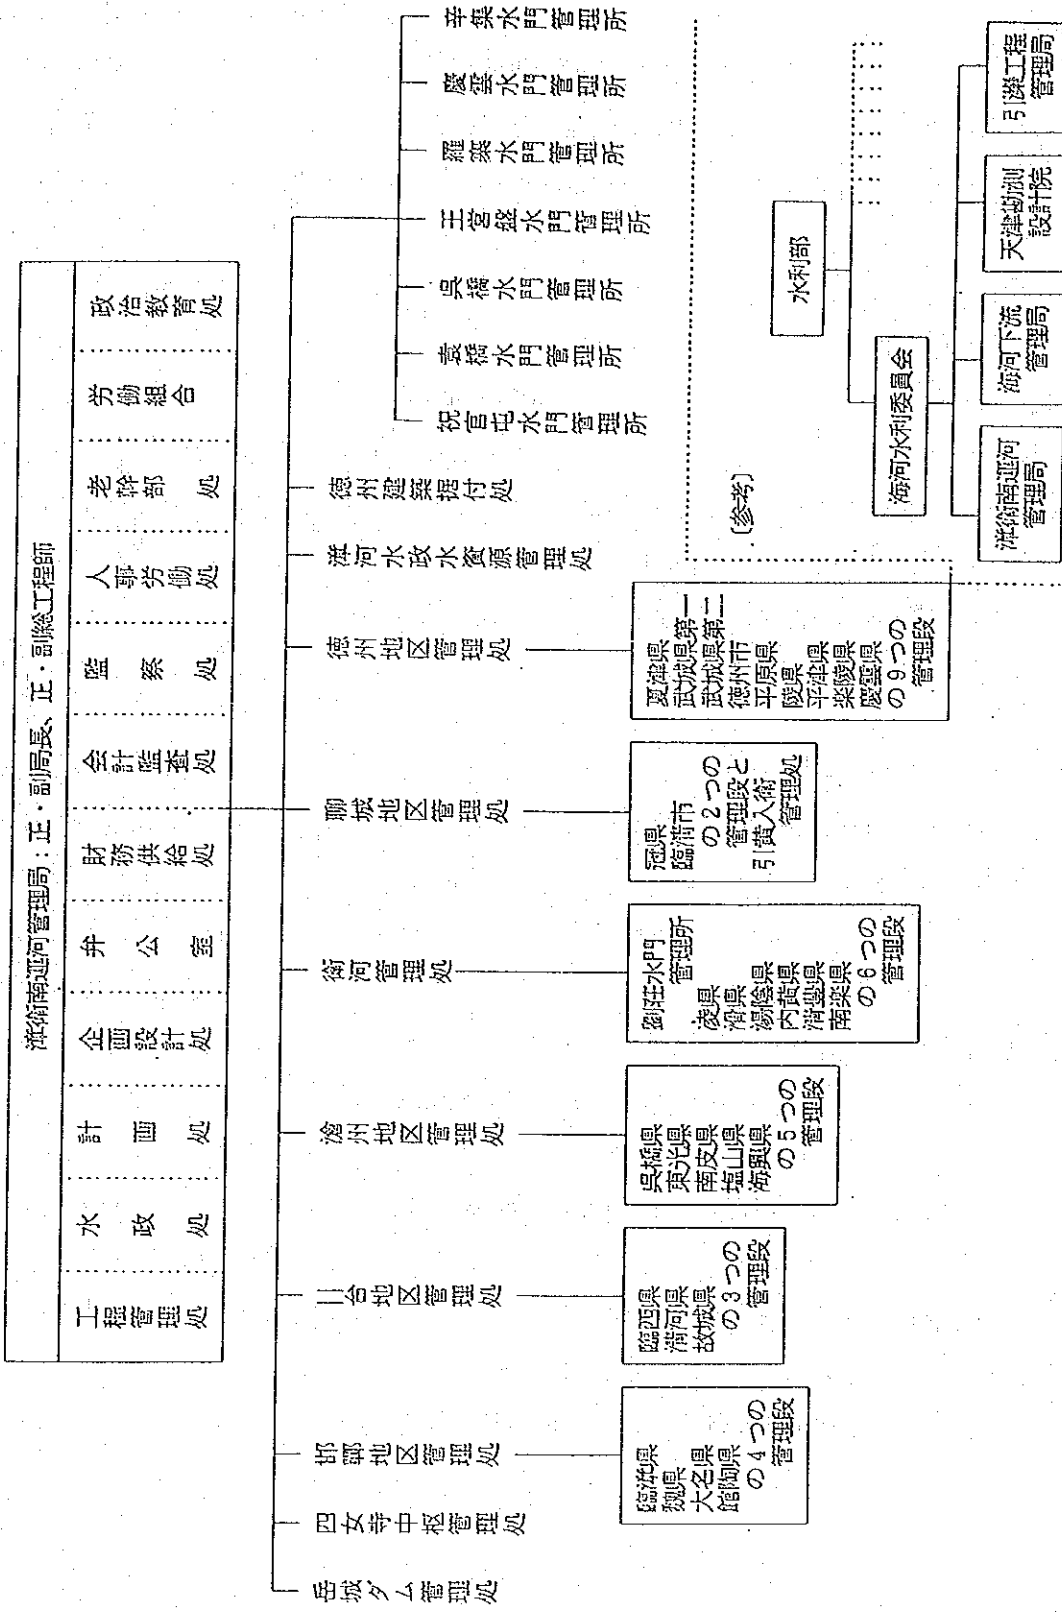 漳衛南運河管理局：正・副局長、正・副総工程師
工程管理処
水政処
計画処
企画設計処
弁公室
財務供給処
会計監査処
監察処
人事労働処
老幹部処
労働組合
政治教育処
岳城ダム管理処
四女寺中枢管理処
邯鄲地区管理処
臨漳県
魏県
大名県
館陶県
の4つの
管理段
台地区管理処
臨西県
清河県
故城県
の3つの
管理段
滄州地区管理処
呉橋県
東光県
南皮県
塩山県
海興県
の5つの
管理段
衛河管理処
劉荘水門
管理所
滑県
湯陰県
内黄県
清豊県
南楽県
の6つの
管理段
聊城地区管理処
冠県
臨清市
の2つの
管理段と
引黄入衛
管理処
徳州地区管理処
夏津県
武城県第一
武城県第二
徳州市
平原県
陵県
平津県
楽陵県
慶雲県
の9つの
管理段
漳河水政水資源管理処
徳州建築据付処
祝官屯水門管理所
袁橋水門管理所
呉橋水門管理所
王営盤水門管理所
羅寨水門管理所
慶雲水門管理所
辛集水門管理所
〔参考〕
水利部
海河水利委員会
漳衛南運河
管理局
海河下流
管理局
天津勘測
設計院
引灤工程
管理局